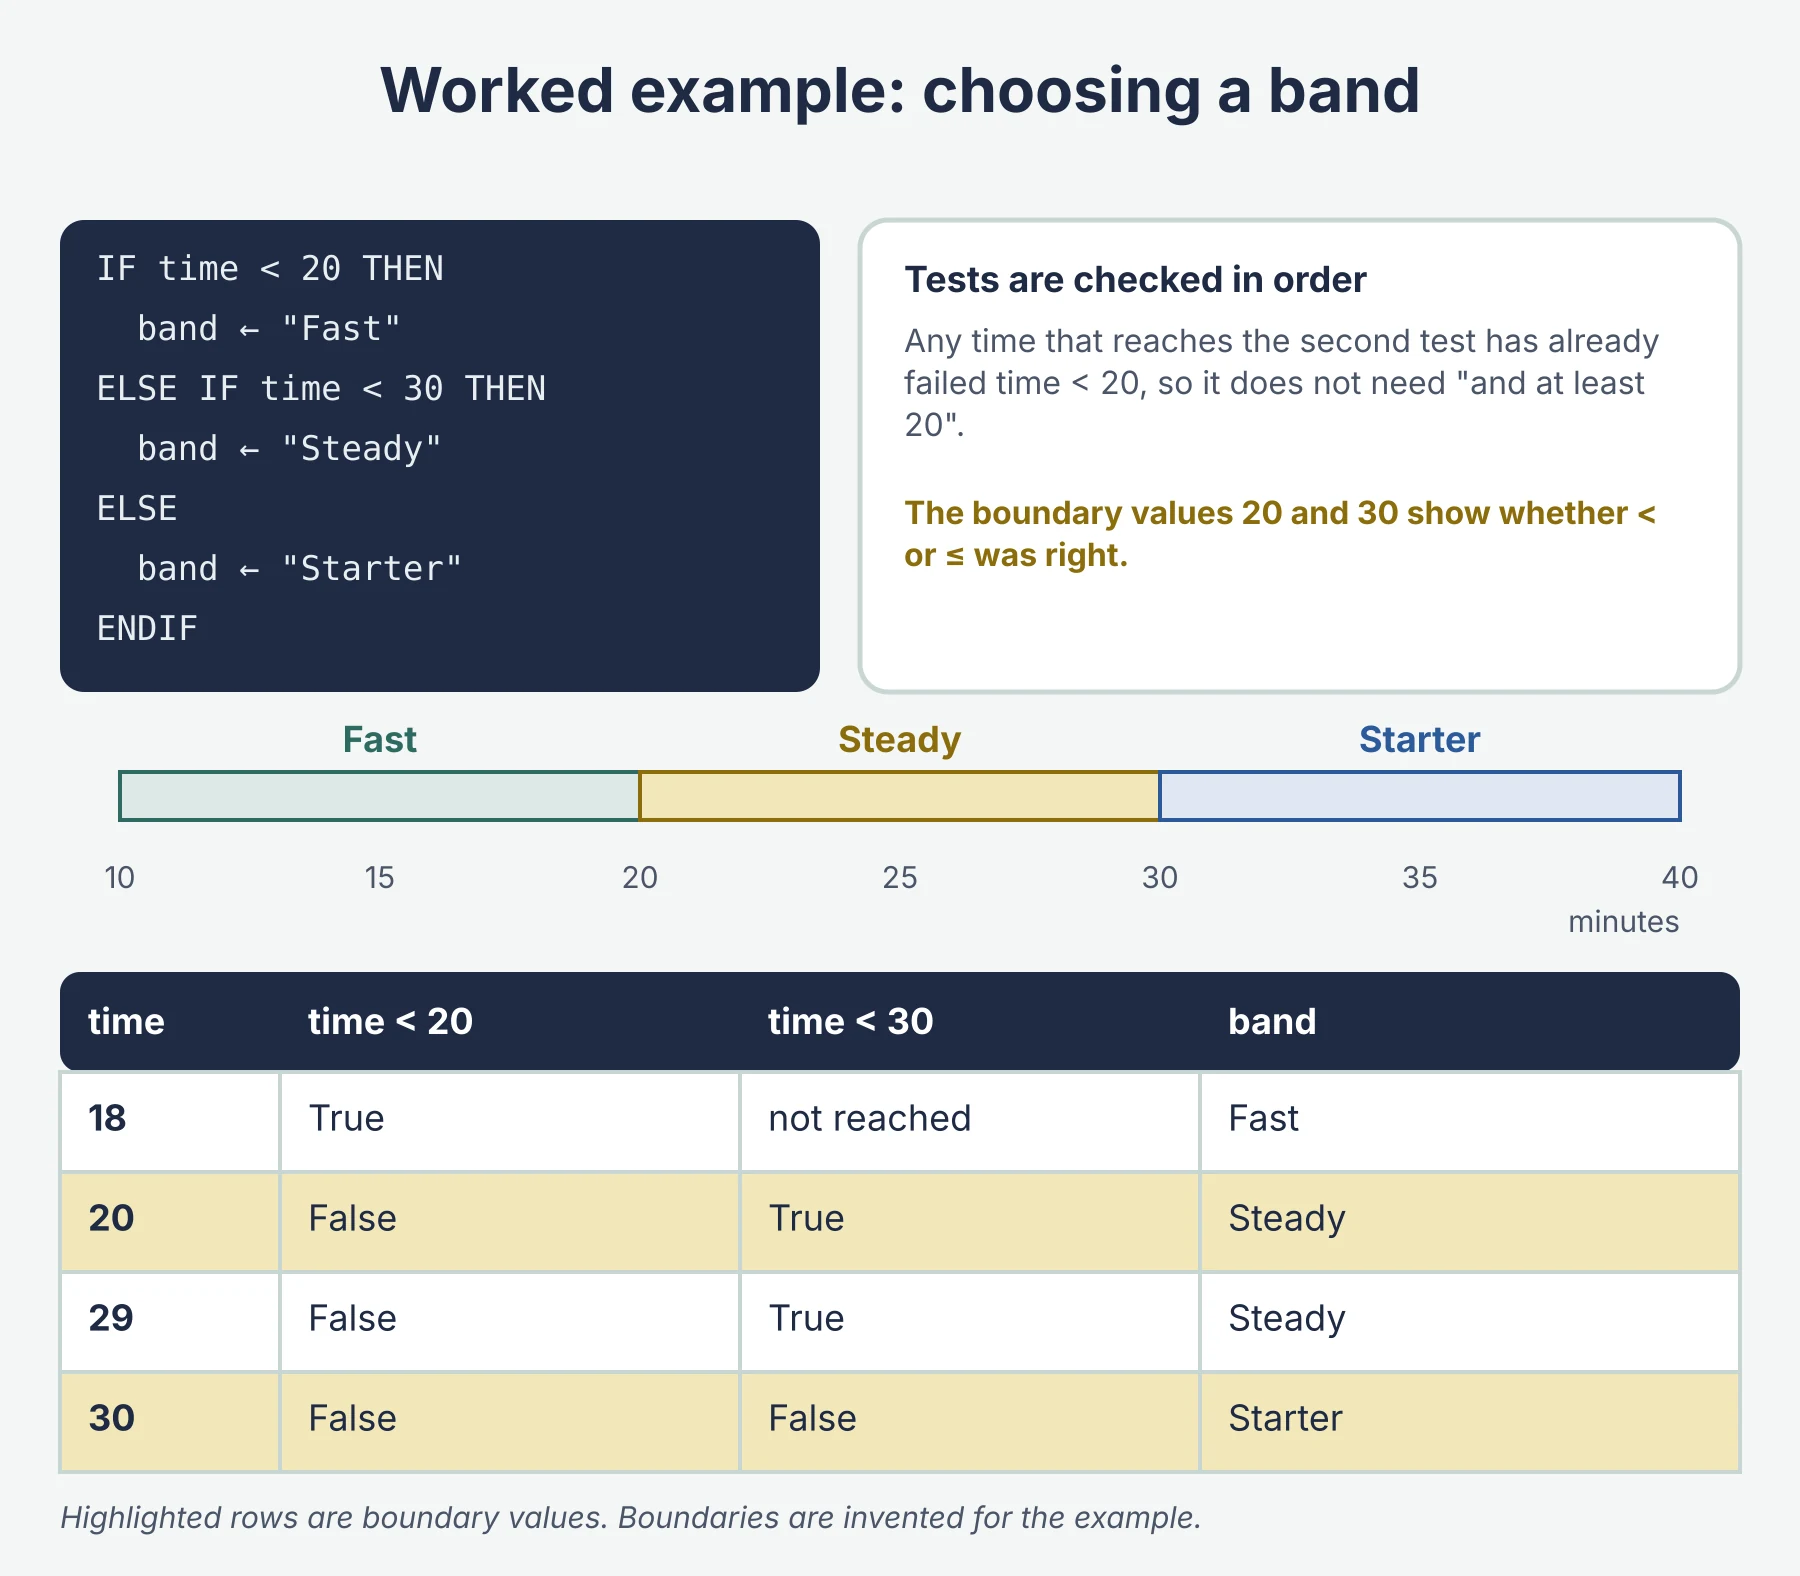 Worked example: choosing a band
IF time < 20 THEN
  band ← "Fast"
ELSE IF time < 30 THEN
  band ← "Steady"
ELSE
  band ← "Starter"
ENDIF
Tests are checked in order
Any time that reaches the second test has already
failed time < 20, so it does not need "and at least
20".
The boundary values 20 and 30 show whether <
or ≤ was right.
Fast Steady Starter
10 15 20 25 30 35 40
minutes
time time < 20 time < 30 band
18 True not reached Fast
20 False True Steady
29 False True Steady
30 False False Starter
Highlighted rows are boundary values. Boundaries are invented for the example.